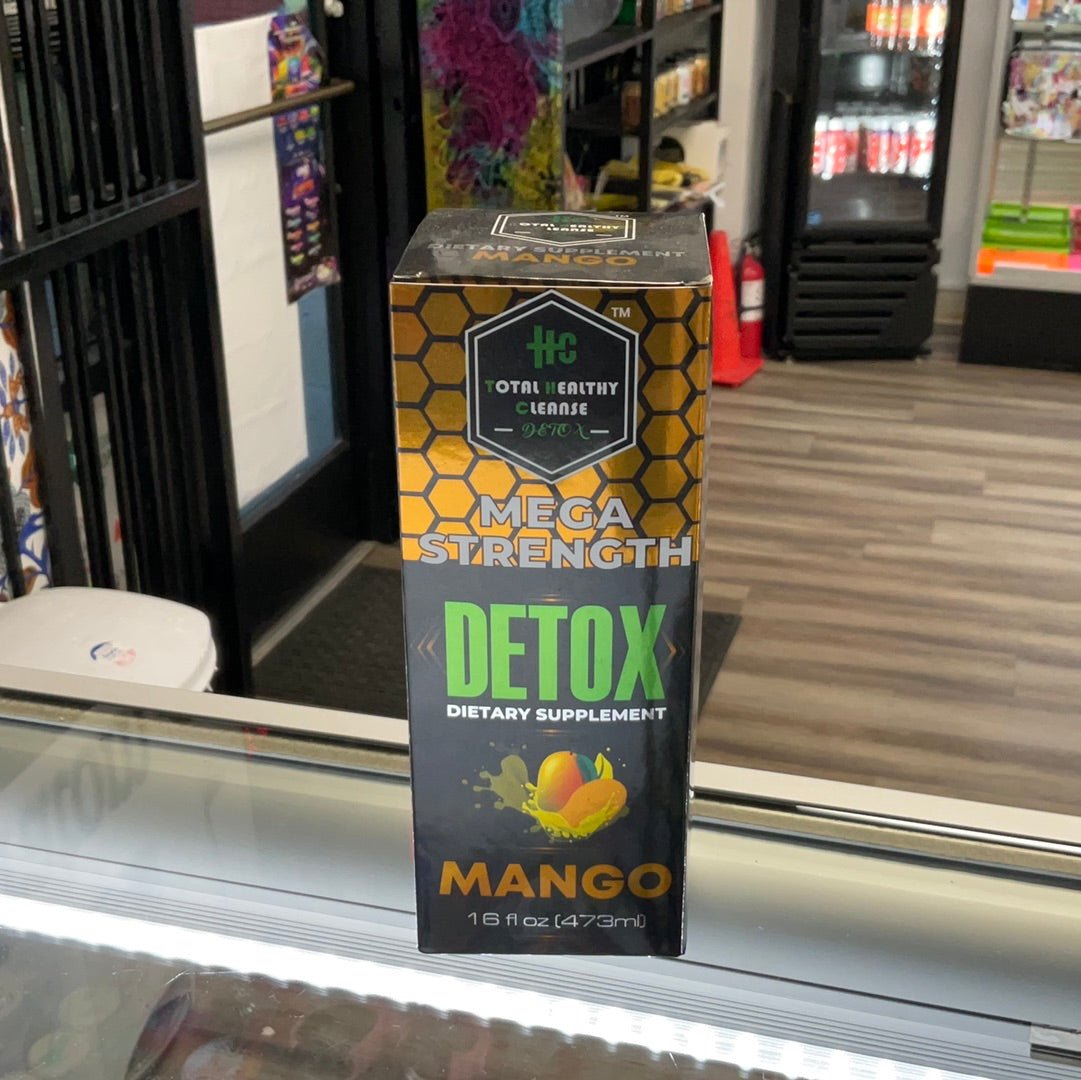 DIETARY SUPPLEMENT
MANGO
TM
HC
TOTAL HEALTHY
CLEANSE
DETOX
MEGA
STRENGTH
DETOX
DIETARY SUPPLEMENT
MANGO
16 fl oz (473ml)